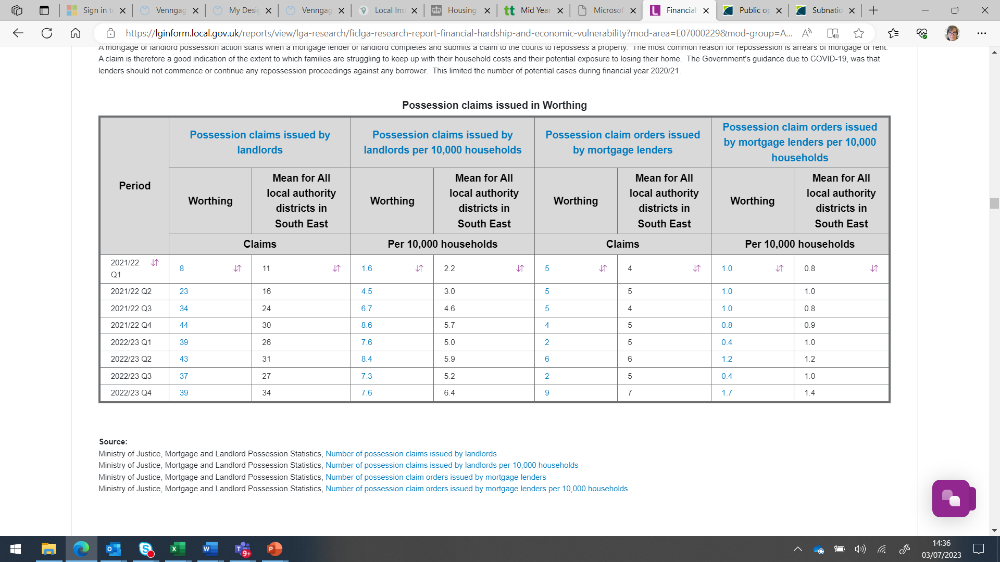 Sign in t
Venngag
My Desi
Venngag
Local Ins
Housing
tt Mid Year
Microsof
Financial
Public op
Subnatio
https://lginform.local.gov.uk/reports/view/lga-research/ficlga-research-report-financial-hardship-and-economic-vulnerability?mod-area=E07000229&mod-group=A...
A mortgage or landlord possession action starts when a mortgage lender or landlord completes and submits a claim to the courts to repossess a property. The most common reason for repossession is arrears of mortgage or rent.
A claim is therefore a good indication of the extent to which families are struggling to keep up with their household costs and their potential exposure to losing their home. The Government's guidance due to COVID-19, was that
lenders should not commence or continue any repossession proceedings against any borrower. This limited the number of potential cases during financial year 2020/21.
Possession claims issued in Worthing
Period
Possession claims issued by
landlords
Possession claims issued by
landlords per 10,000 households
Possession claim orders issued
by mortgage lenders
Possession claim orders issued
by mortgage lenders per 10,000
households
Worthing
Mean for All
local authority
districts in
South East
Worthing
Mean for All
local authority
districts in
South East
Worthing
Mean for All
local authority
districts in
South East
Worthing
Mean for All
local authority
districts in
South East
Claims Per 10,000 households Claims Per 10,000 households
2021/22
Q1 8 11 1.6 2.2 5 4 1.0 0.8
2021/22 Q2 23 16 4.5 3.0 5 5 1.0 1.0
2021/22 Q3 34 24 6.7 4.6 5 4 1.0 0.8
2021/22 Q4 44 30 8.6 5.7 4 5 0.8 0.9
2022/23 Q1 39 26 7.6 5.0 2 5 0.4 1.0
2022/23 Q2 43 31 8.4 5.9 6 6 1.2 1.2
2022/23 Q3 37 27 7.3 5.2 2 5 0.4 1.0
2022/23 Q4 39 34 7.6 6.4 9 7 1.7 1.4
Source:
Ministry of Justice, Mortgage and Landlord Possession Statistics, Number of possession claims issued by landlords
Ministry of Justice, Mortgage and Landlord Possession Statistics, Number of possession claims issued by landlords per 10,000 households
Ministry of Justice, Mortgage and Landlord Possession Statistics, Number of possession claim orders issued by mortgage lenders
Ministry of Justice, Mortgage and Landlord Possession Statistics, Number of possession claim orders issued by mortgage lenders per 10,000 households
9+
14:36
03/07/2023